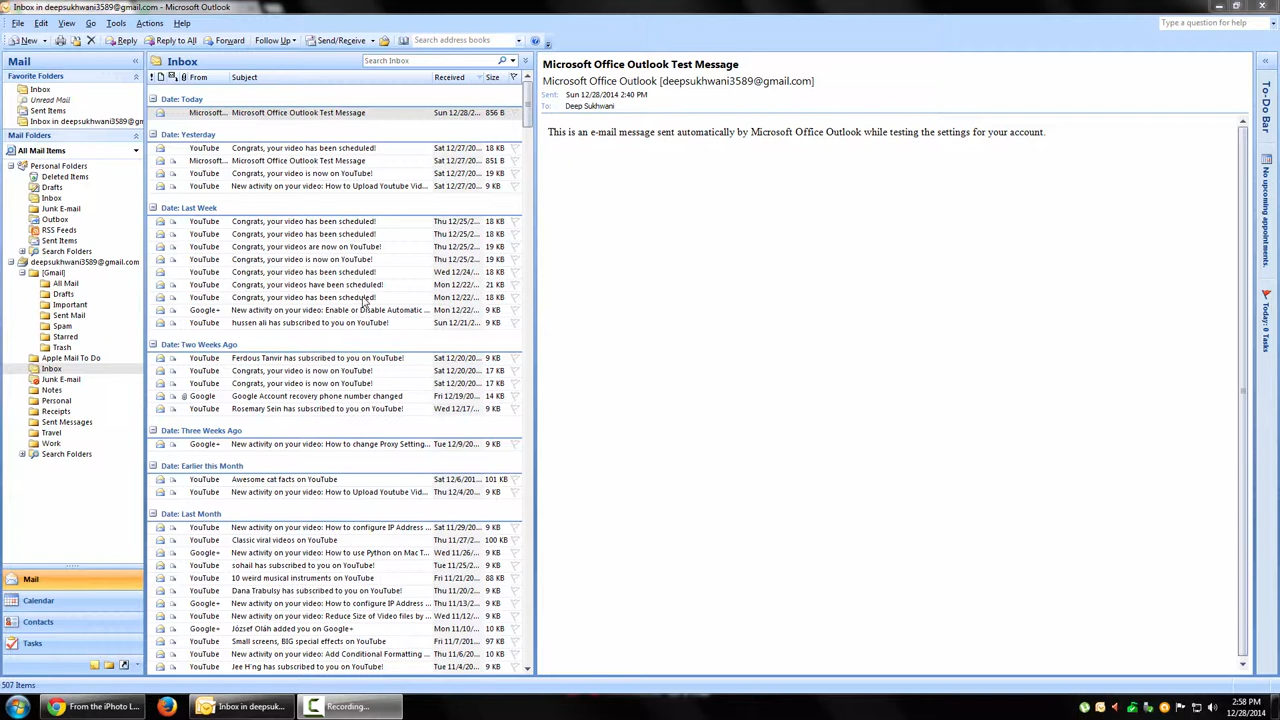 Inbox in deepsukhwani3589@gmail.com - Microsoft Outlook
File Edit View Go Tools Actions Help
Type a question for help
New Reply Reply to All Forward Follow Up Send/Receive Search address books
Mail
Favorite Folders
Inbox
Unread Mail
Sent Items
Inbox in deepsukhwani3589@g...
Mail Folders
All Mail Items
Personal Folders
Deleted Items
Drafts
Inbox
Junk E-mail
Outbox
RSS Feeds
Sent Items
Search Folders
deepsukhwani3589@gmail.com
[Gmail]
All Mail
Drafts
Important
Sent Mail
Spam
Starred
Trash
Apple Mail To Do
Inbox
Junk E-mail
Notes
Personal
Receipts
Sent Messages
Travel
Work
Search Folders
Mail
Calendar
Contacts
Tasks
Inbox Search Inbox
From Subject Received Size
Date: Today
Microsoft... Microsoft Office Outlook Test Message Sun 12/28/2... 856 B
Date: Yesterday
YouTube Congrats, your video has been scheduled! Sat 12/27/20... 18 KB
Microsoft... Microsoft Office Outlook Test Message Sat 12/27/20... 851 B
YouTube Congrats, your video is now on YouTube! Sat 12/27/20... 19 KB
YouTube New activity on your video: How to Upload Youtube Vid... Sat 12/27/20... 9 KB
Date: Last Week
YouTube Congrats, your video has been scheduled! Thu 12/25/2... 18 KB
YouTube Congrats, your video has been scheduled! Thu 12/25/2... 18 KB
YouTube Congrats, your videos are now on YouTube! Thu 12/25/2... 19 KB
YouTube Congrats, your video is now on YouTube! Thu 12/25/2... 19 KB
YouTube Congrats, your video has been scheduled! Wed 12/24/... 18 KB
YouTube Congrats, your videos have been scheduled! Mon 12/22/... 21 KB
YouTube Congrats, your video has been scheduled! Mon 12/22/... 18 KB
Google+ New activity on your video: Enable or Disable Automatic ... Mon 12/22/... 9 KB
YouTube hussen ali has subscribed to you on YouTube! Sun 12/21/2... 9 KB
Date: Two Weeks Ago
YouTube Ferdous Tanvir has subscribed to you on YouTube! Sat 12/20/20... 9 KB
YouTube Congrats, your video is now on YouTube! Sat 12/20/20... 17 KB
YouTube Congrats, your video is now on YouTube! Sat 12/20/20... 17 KB
Google Google Account recovery phone number changed Fri 12/19/20... 14 KB
YouTube Rosemary Sein has subscribed to you on YouTube! Wed 12/17/... 9 KB
Date: Three Weeks Ago
Google+ New activity on your video: How to change Proxy Setting... Tue 12/9/20... 9 KB
Date: Earlier this Month
YouTube Awesome cat facts on YouTube Sat 12/6/201... 101 KB
YouTube New activity on your video: How to Upload Youtube Vid... Thu 12/4/20... 9 KB
Date: Last Month
YouTube New activity on your video: How to configure IP Address ... Sat 11/29/20... 9 KB
YouTube Classic viral videos on YouTube Thu 11/27/2... 100 KB
Google+ New activity on your video: How to use Python on Mac T... Wed 11/26/... 9 KB
YouTube sohail has subscribed to you on YouTube! Tue 11/25/2... 9 KB
YouTube 10 weird musical instruments on YouTube Fri 11/21/20... 88 KB
YouTube Dana Trabulsy has subscribed to you on YouTube! Thu 11/20/2... 9 KB
Google+ New activity on your video: How to configure IP Address ... Thu 11/13/2... 9 KB
YouTube New activity on your video: Reduce Size of Video files by ... Wed 11/12/... 9 KB
Google+ József Oláh added you on Google+ Mon 11/10/... 10 KB
YouTube Small screens, BIG special effects on YouTube Fri 11/7/201... 97 KB
YouTube New activity on your video: Add Conditional Formatting ... Thu 11/6/20... 10 KB
YouTube Jee H'ng has subscribed to you on YouTube! Tue 11/4/20... 9 KB
Microsoft Office Outlook Test Message
Microsoft Office Outlook [deepsukhwani3589@gmail.com]
Sent: Sun 12/28/2014 2:40 PM
To: Deep Sukhwani
This is an e-mail message sent automatically by Microsoft Office Outlook while testing the settings for your account.
To-Do Bar
No upcoming appointments.
Today: 0 Tasks
507 Items
From the iPhoto L...
Inbox in deepsuk...
Recording...
2:58 PM
12/28/2014